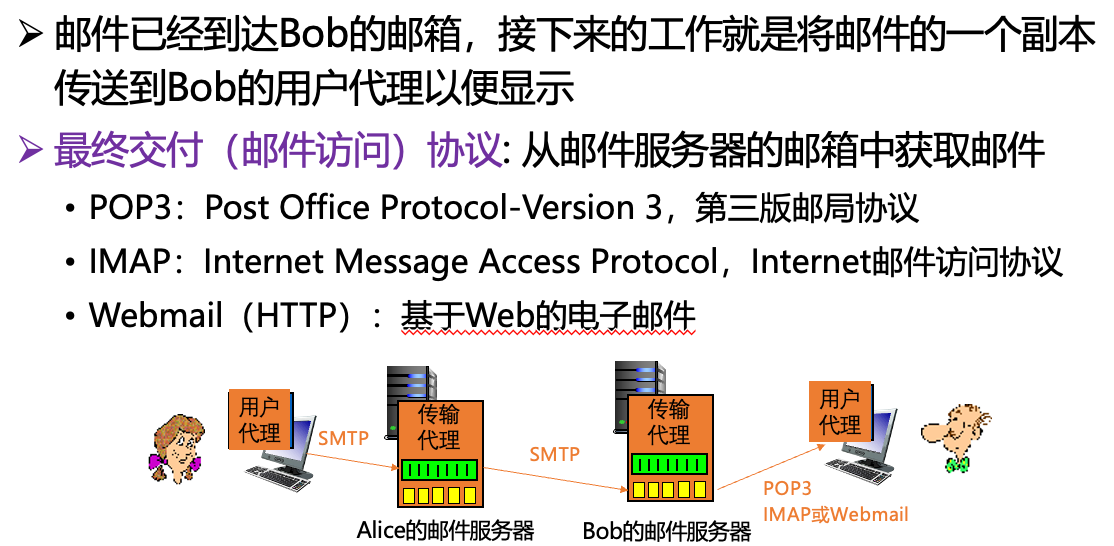 邮件已经到达Bob的邮箱，接下来的工作就是将邮件的一个副本
传送到Bob的用户代理以便显示
最终交付（邮件访问）协议: 从邮件服务器的邮箱中获取邮件
• POP3：Post Office Protocol-Version 3，第三版邮局协议
• IMAP：Internet Message Access Protocol，Internet邮件访问协议
• Webmail（HTTP）：基于Web的电子邮件
用户
代理
SMTP
传输
代理
Alice的邮件服务器
SMTP
传输
代理
Bob的邮件服务器
POP3
IMAP或Webmail
用户
代理